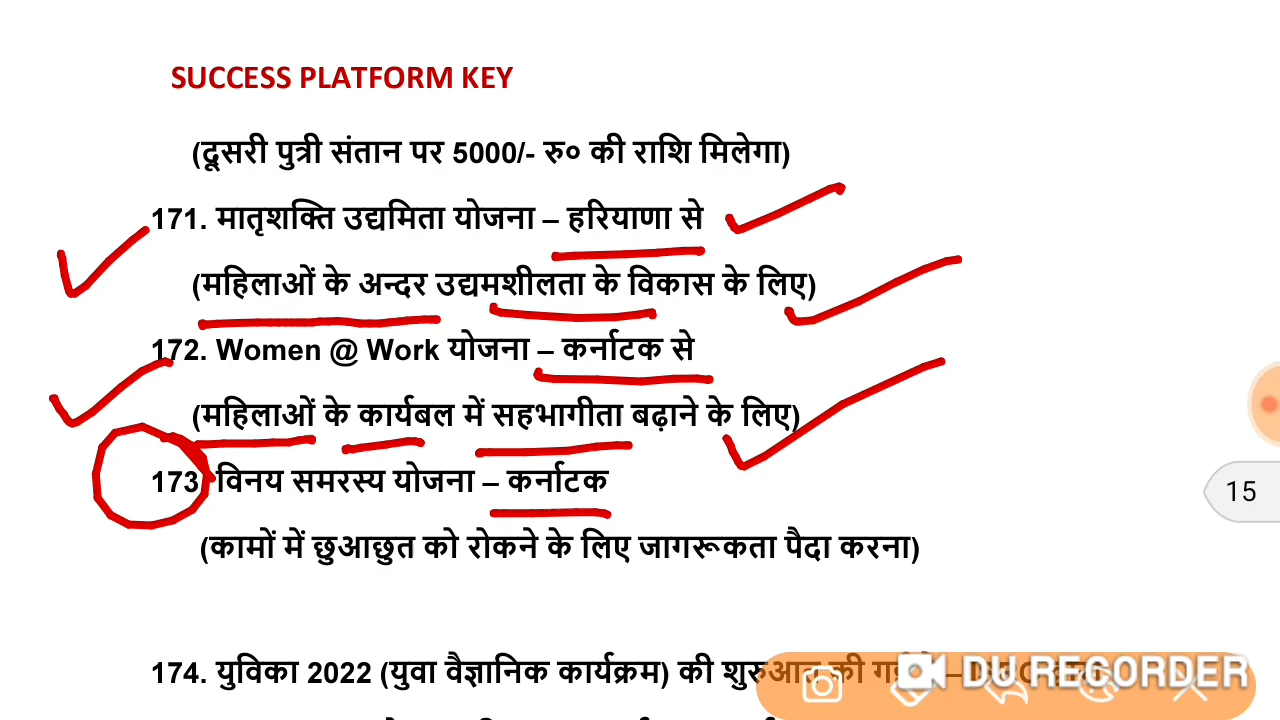 SUCCESS PLATFORM KEY
(दूसरी पुत्री संतान पर 5000/- रु० की राशि मिलेगा)
171. मातृशक्ति उद्यमिता योजना – हरियाणा से
(महिलाओं के अन्दर उद्यमशीलता के विकास के लिए)
172. Women @ Work योजना – कर्नाटक से
(महिलाओं के कार्यबल में सहभागीता बढ़ाने के लिए)
173. विनय समरस्य योजना – कर्नाटक
15
(कामों में छुआछुत को रोकने के लिए जागरूकता पैदा करना)
174. युविका 2022 (युवा वैज्ञानिक कार्यक्रम) की शुरुआत की
DU RECORDER